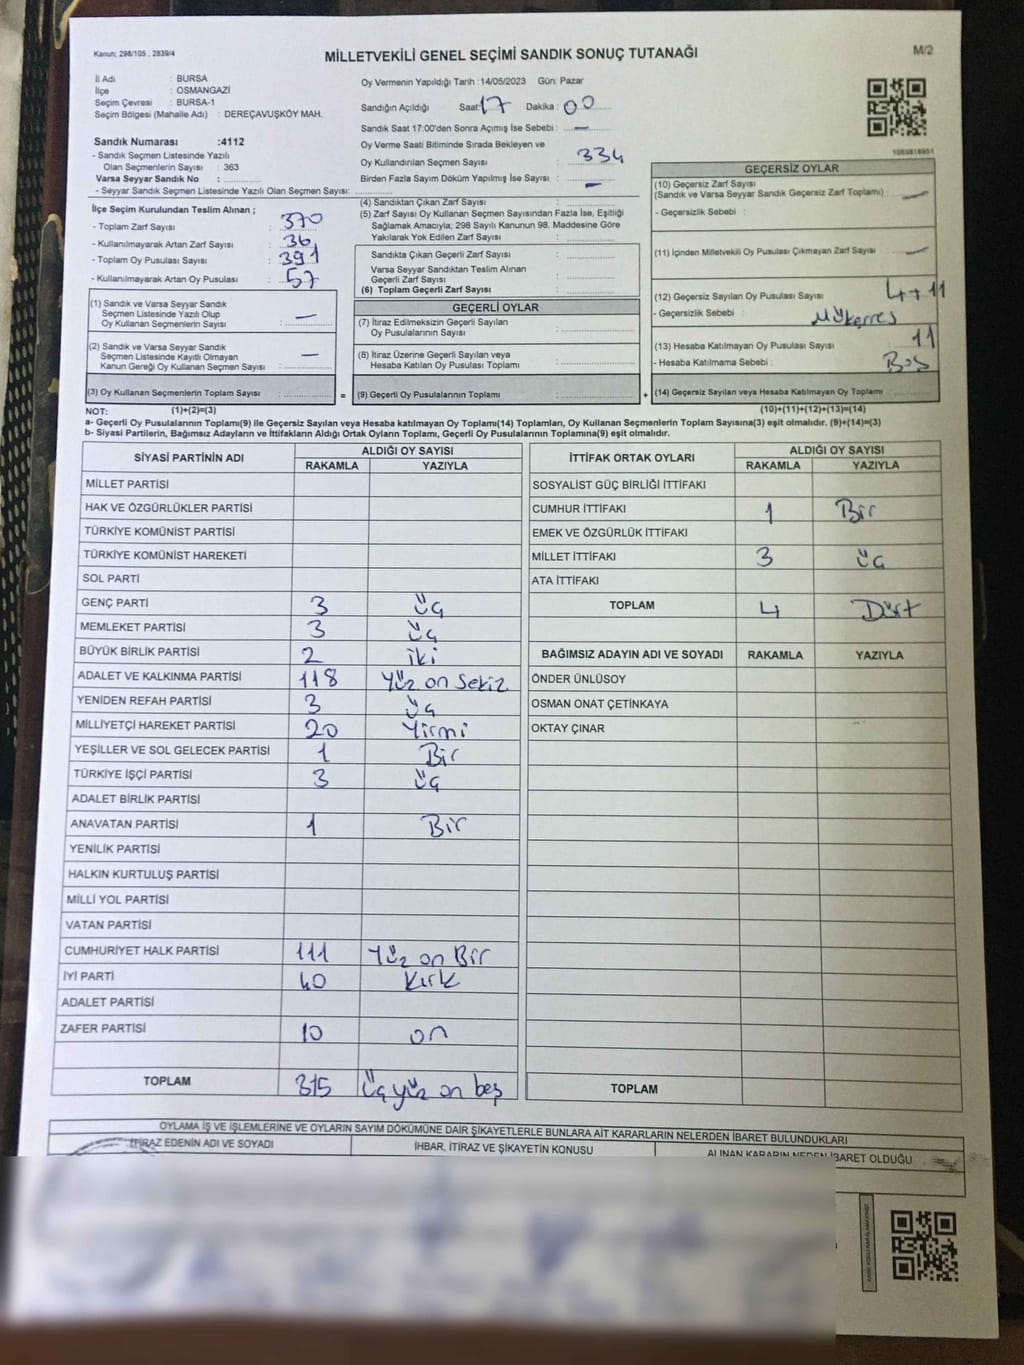 Kanun: 298/105 , 2839/4
MİLLETVEKİLİ GENEL SEÇİMİ SANDIK SONUÇ TUTANAĞI
M/2
İl Adı : BURSA
İlçe : OSMANGAZİ
Seçim Çevresi : BURSA-1
Seçim Bölgesi (Mahalle Adı) : DEREÇAVUŞKÖY MAH.
Sandık Numarası :4112
- Sandık Seçmen Listesinde Yazılı
Olan Seçmenlerin Sayısı : 363
Varsa Seyyar Sandık No :
- Seyyar Sandık Seçmen Listesinde Yazılı Olan Seçmen Sayısı:
İlçe Seçim Kurulundan Teslim Alınan ;
- Toplam Zarf Sayısı : 370
- Kullanılmayarak Artan Zarf Sayısı : 36
- Toplam Oy Pusulası Sayısı : 391
- Kullanılmayarak Artan Oy Pusulası : 57
(1) Sandık ve Varsa Seyyar Sandık
Seçmen Listesinde Yazılı Olup
Oy Kullanan Seçmenlerin Sayısı : —
(2) Sandık ve Varsa Seyyar Sandık
Seçmen Listesinde Kayıtlı Olmayan
Kanun Gereği Oy Kullanan Seçmen Sayısı : —
(3) Oy Kullanan Seçmenlerin Toplam Sayısı :
Oy Vermenin Yapıldığı Tarih :14/05/2023 Gün: Pazar
Sandığın Açıldığı Saat: 17 Dakika : 00
Sandık Saat 17:00'den Sonra Açılmış İse Sebebi : —
Oy Verme Saati Bitiminde Sırada Bekleyen ve
Oy Kullandırılan Seçmen Sayısı : 334
Birden Fazla Sayım Döküm Yapılmış İse Sayısı : —
(4) Sandıktan Çıkan Zarf Sayısı :
(5) Zarf Sayısı Oy Kullanan Seçmen Sayısından Fazla İse, Eşitliği
Sağlamak Amacıyla; 298 Sayılı Kanunun 98. Maddesine Göre
Yakılarak Yok Edilen Zarf Sayısı :
Sandıkta Çıkan Geçerli Zarf Sayısı :
Varsa Seyyar Sandıktan Teslim Alınan
Geçerli Zarf Sayısı :
(6) Toplam Geçerli Zarf Sayısı :
GEÇERLİ OYLAR
(7) İtiraz Edilmeksizin Geçerli Sayılan
Oy Pusulalarının Sayısı :
(8) İtiraz Üzerine Geçerli Sayılan veya
Hesaba Katılan Oy Pusulası Toplamı :
= (9) Geçerli Oy Pusulalarının Toplamı :
1083818951
GEÇERSİZ OYLAR
(10) Geçersiz Zarf Sayısı
(Sandık ve Varsa Seyyar Sandık Geçersiz Zarf Toplamı) : —
- Geçersizlik Sebebi :
(11) İçinden Milletvekili Oy Pusulası Çıkmayan Zarf Sayısı : —
(12) Geçersiz Sayılan Oy Pusulası Sayısı : 4+11
- Geçersizlik Sebebi : Mükerres
(13) Hesaba Katılmayan Oy Pusulası Sayısı : 11
- Hesaba Katılmama Sebebi : Boş
+ (14) Geçersiz Sayılan veya Hesaba Katılmayan Oy Toplamı :
NOT: (1)+(2)=(3) (10)+(11)+(12)+(13)=(14)
a- Geçerli Oy Pusulalarının Toplamı(9) ile Geçersiz Sayılan veya Hesaba katılmayan Oy Toplamı(14) Toplamları, Oy Kullanan Seçmenlerin Toplam Sayısına(3) eşit olmalıdır. (9)+(14)=(3)
b- Siyasi Partilerin, Bağımsız Adayların ve İttifakların Aldığı Ortak Oyların Toplamı, Geçerli Oy Pusulalarının Toplamına(9) eşit olmalıdır.
SİYASİ PARTİNİN ADI ALDIĞI OY SAYISI
RAKAMLA YAZIYLA
MİLLET PARTİSİ
HAK VE ÖZGÜRLÜKLER PARTİSİ
TÜRKİYE KOMÜNİST PARTİSİ
TÜRKİYE KOMÜNİST HAREKETİ
SOL PARTİ
GENÇ PARTİ 3 Üç
MEMLEKET PARTİSİ 3 Üç
BÜYÜK BİRLİK PARTİSİ 2 iki
ADALET VE KALKINMA PARTİSİ 118 Yüz on Sekiz
YENİDEN REFAH PARTİSİ 3 Üç
MİLLİYETÇİ HAREKET PARTİSİ 20 Yirmi
YEŞİLLER VE SOL GELECEK PARTİSİ 1 Bir
TÜRKİYE İŞÇİ PARTİSİ 3 Üç
ADALET BİRLİK PARTİSİ
ANAVATAN PARTİSİ 1 Bir
YENİLİK PARTİSİ
HALKIN KURTULUŞ PARTİSİ
MİLLİ YOL PARTİSİ
VATAN PARTİSİ
CUMHURİYET HALK PARTİSİ 111 Yüz on Bir
İYİ PARTİ 40 Kırk
ADALET PARTİSİ
ZAFER PARTİSİ 10 on
TOPLAM 315 Üçyüz on beş
İTTİFAK ORTAK OYLARI ALDIĞI OY SAYISI
RAKAMLA YAZIYLA
SOSYALİST GÜÇ BİRLİĞİ İTTİFAKI
CUMHUR İTTİFAKI 1 Bir
EMEK VE ÖZGÜRLÜK İTTİFAKI
MİLLET İTTİFAKI 3 Üç
ATA İTTİFAKI
TOPLAM 4 Dört
BAĞIMSIZ ADAYIN ADI VE SOYADI RAKAMLA YAZIYLA
ÖNDER ÜNLÜSOY
OSMAN ONAT ÇETİNKAYA
OKTAY ÇINAR
TOPLAM
OYLAMA İŞ VE İŞLEMLERİNE VE OYLARIN SAYIM DÖKÜMÜNE DAİR ŞİKAYETLERLE BUNLARA AİT KARARLARIN NELERDEN İBARET BULUNDUKLARI
İTİRAZ EDENİN ADI VE SOYADI İHBAR, İTİRAZ VE ŞİKAYETİN KONUSU ALINAN KARARIN NEDEN İBARET OLDUĞU